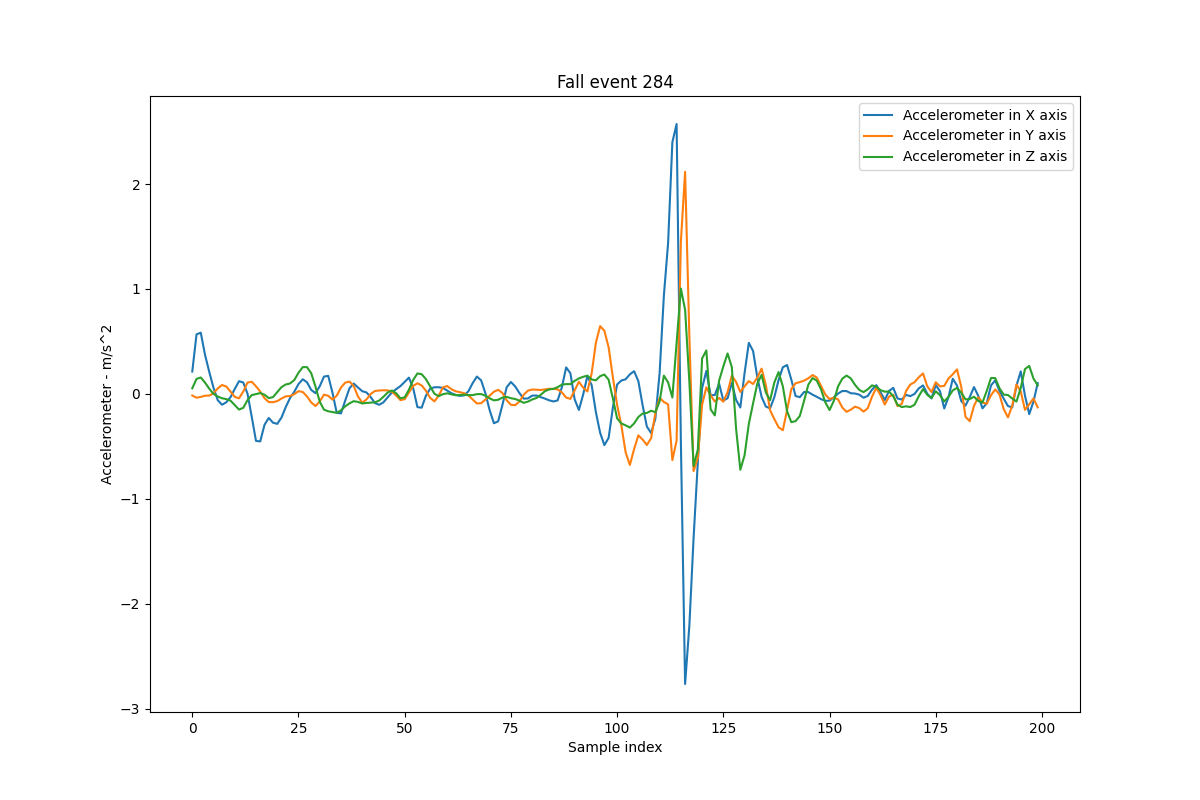 Fall event 284
Accelerometer in X axis
Accelerometer in Y axis
Accelerometer in Z axis
Accelerometer - m/s^2
2
1
0
−1
−2
−3
0
25
50
75
100
125
150
175
200
Sample index